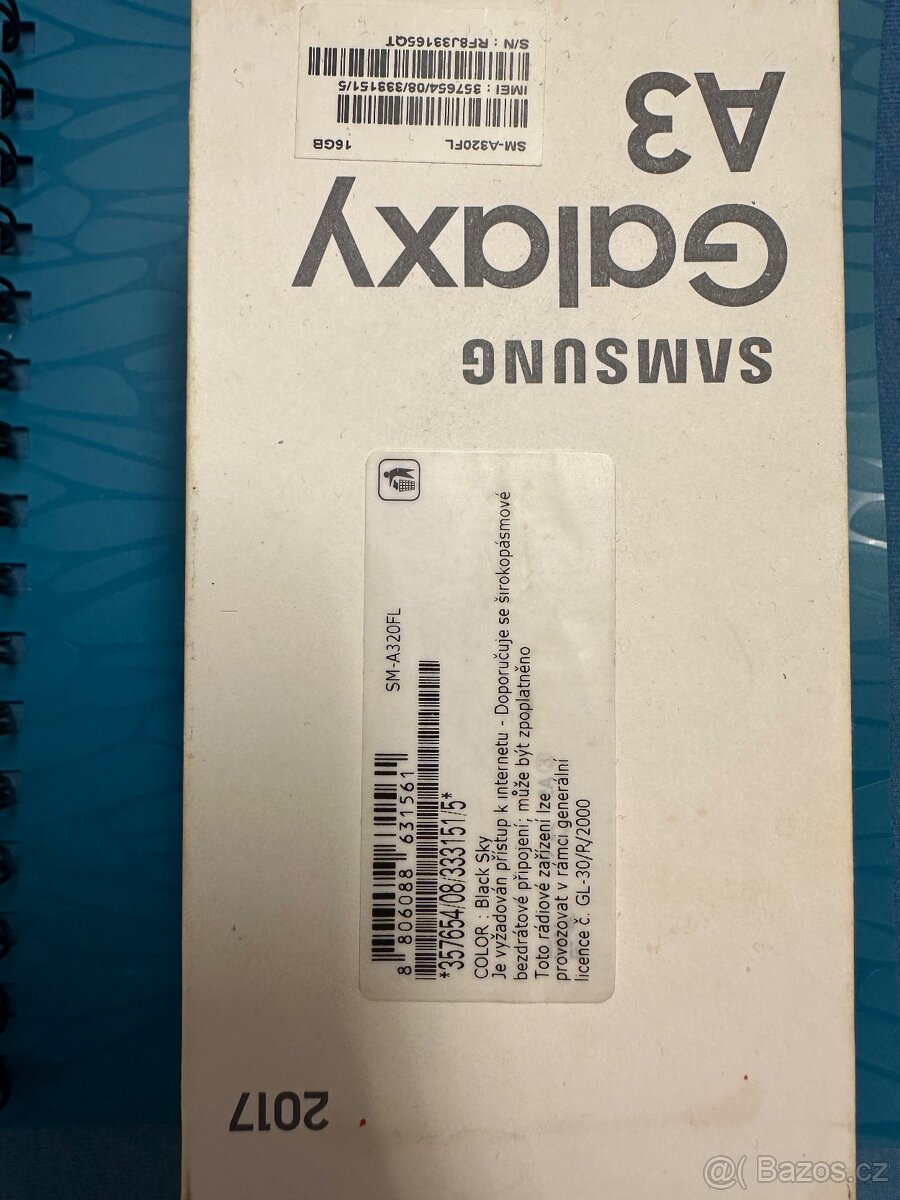 SAMSUNG
Galaxy
A3
SM-A320FL 16GB
IMEI : 357654/08/333151/5
S/N : RF8J33165QT
SM-A320FL
8 806088 631561
*357654/08/333151/5*
COLOR : Black Sky
Je vyžadován přístup k internetu - Doporučuje se širokopásmové
bezdrátové připojení; může být zpoplatněno
Toto rádiové zařízení lze
provozovat v rámci generální
licence č. GL-30/R/2000
2017
@( Bazos.cz